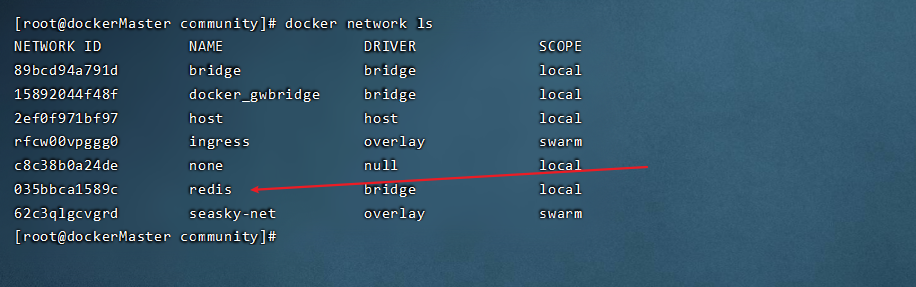 [root@dockerMaster community]# docker network ls
NETWORK ID NAME DRIVER SCOPE
89bcd94a791d bridge bridge local
15892044f48f docker_gwbridge bridge local
2ef0f971bf97 host host local
rfcw00vpggg0 ingress overlay swarm
c8c38b0a24de none null local
035bbca1589c redis bridge local
62c3qlgcvgrd seasky-net overlay swarm
[root@dockerMaster community]#